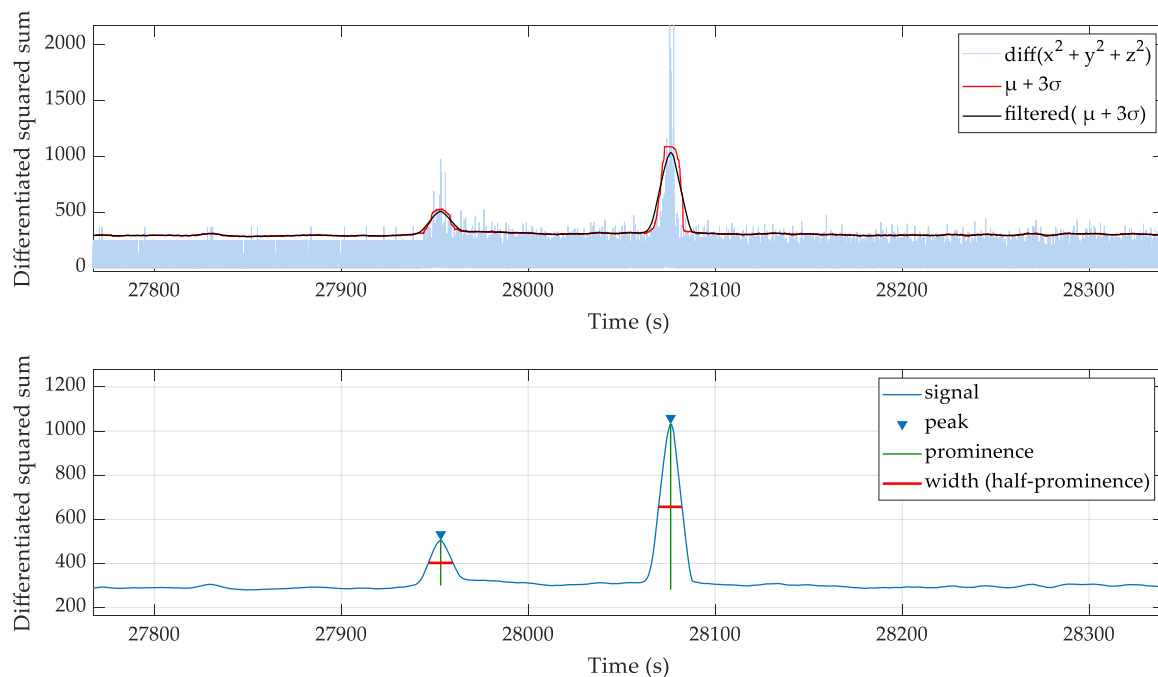 Differentiated squared sum
2000
1500
1000
500
0
diff(x² + y² + z²)
μ + 3σ
filtered( μ + 3σ)
27800 27900 28000 28100 28200 28300
Time (s)
Differentiated squared sum
1200
1000
800
600
400
200
signal
peak
prominence
width (half-prominence)
27800 27900 28000 28100 28200 28300
Time (s)